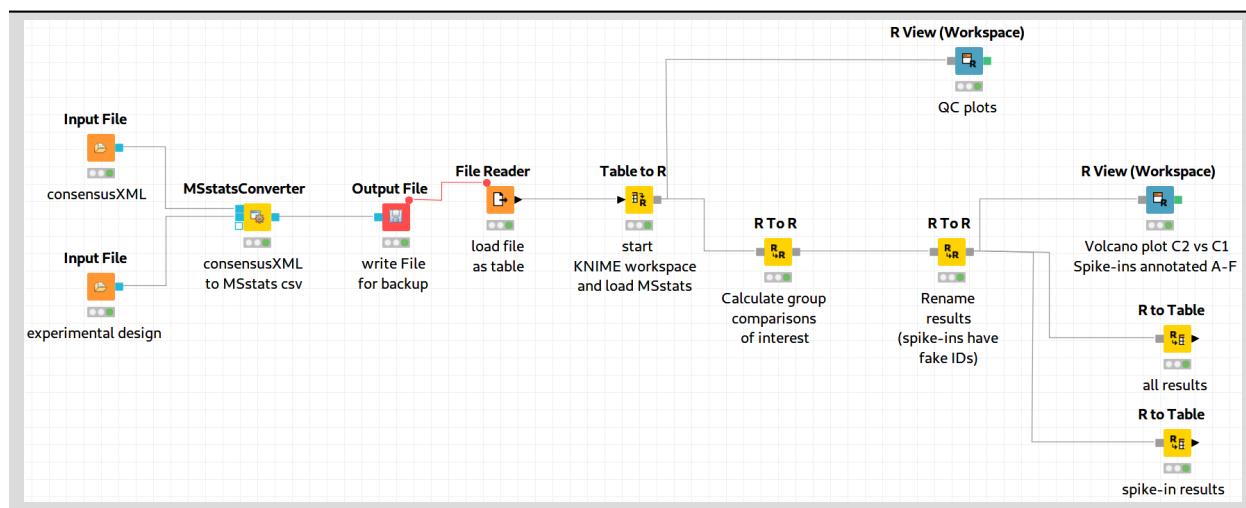 R View (Workspace)
QC plots
Input File
consensusXML
MSstatsConverter
consensusXML
to MSstats csv
Output File
write File
for backup
File Reader
load file
as table
Table to R
start
KNIME workspace
and load MSstats
R To R
Calculate group
comparisons
of interest
R To R
Rename
results
(spike-ins have
fake IDs)
R View (Workspace)
Volcano plot C2 vs C1
Spike-ins annotated A-F
Input File
experimental design
R to Table
all results
R to Table
spike-in results